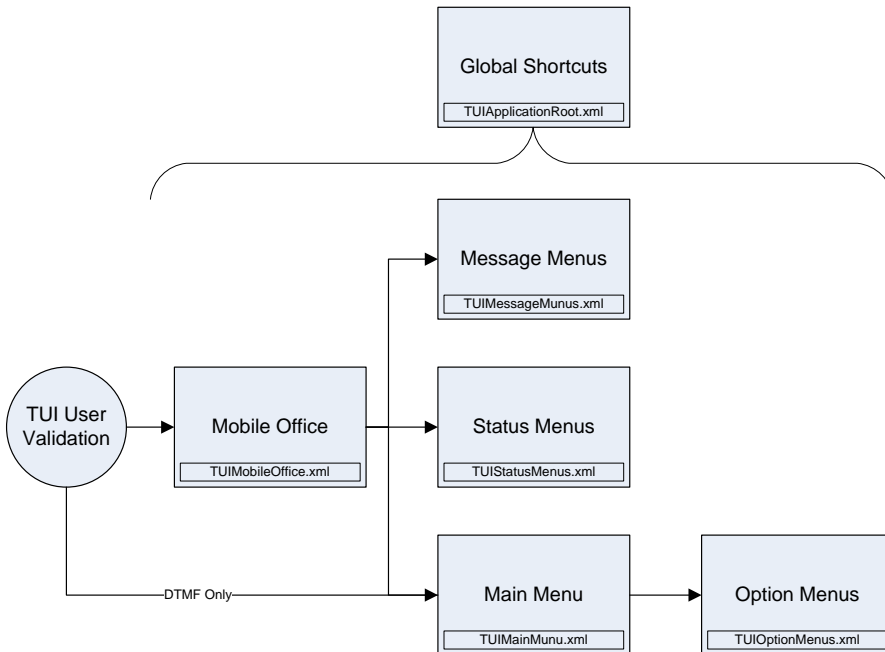 Global Shortcuts
TUIApplicationRoot.xml
Message Menus
TUIMessageMunus.xml
TUI User
Validation
Mobile Office
TUIMobileOffice.xml
Status Menus
TUIStatusMenus.xml
DTMF Only
Main Menu
TUIMainMunu.xml
Option Menus
TUIOptionMenus.xml